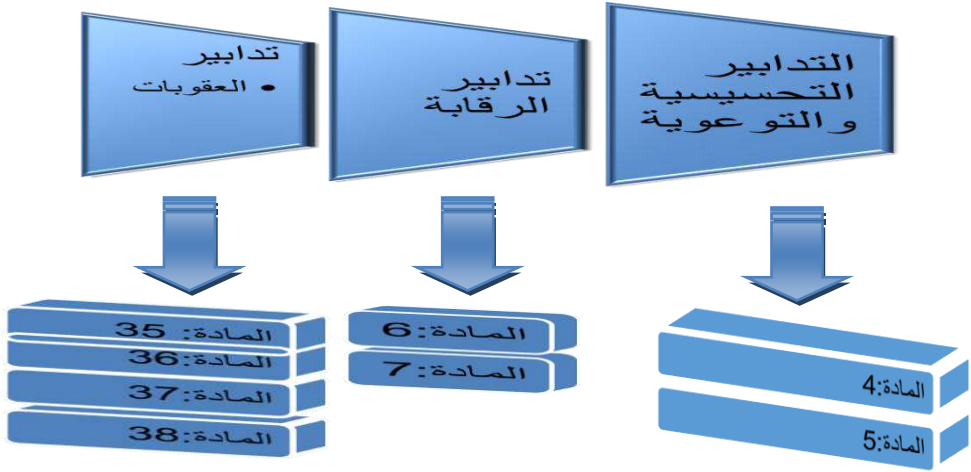 التدابير
التحسيسية
والتوعوية
تدابير
الرقابة
تدابير
• العقوبات
المادة:4
المادة:5
المادة:6
المادة:7
المادة: 35
المادة:36
المادة:37
المادة:38